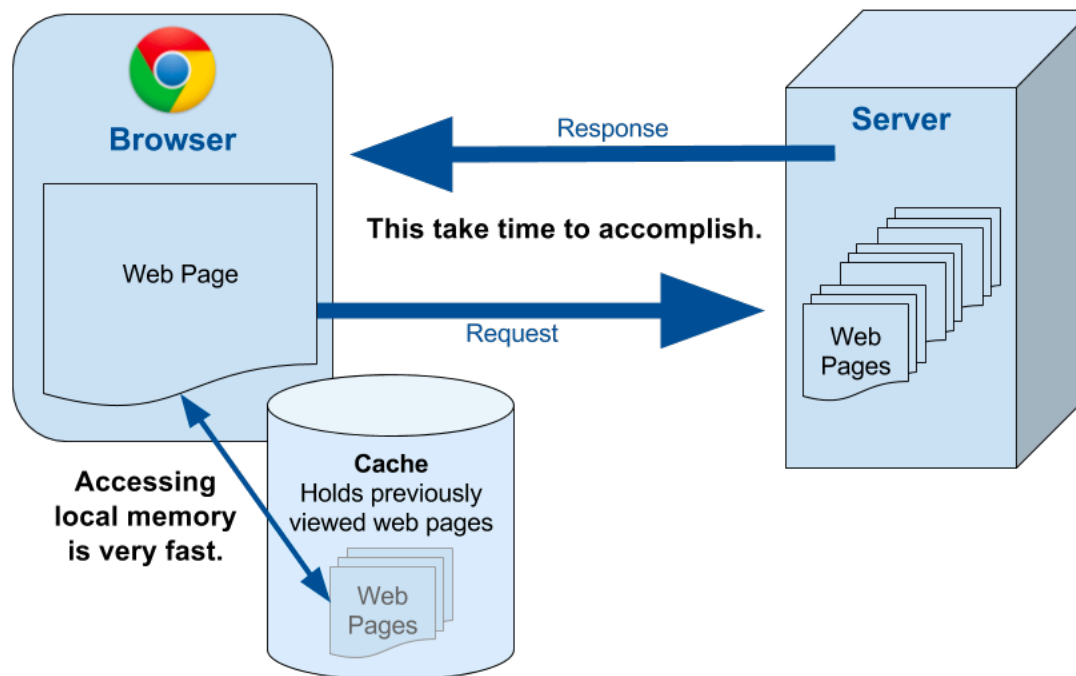 Browser
Server
Response
This take time to accomplish.
Web Page
Request
Web
Pages
Cache
Holds previously
viewed web pages
Accessing
local memory
is very fast.
Web
Pages